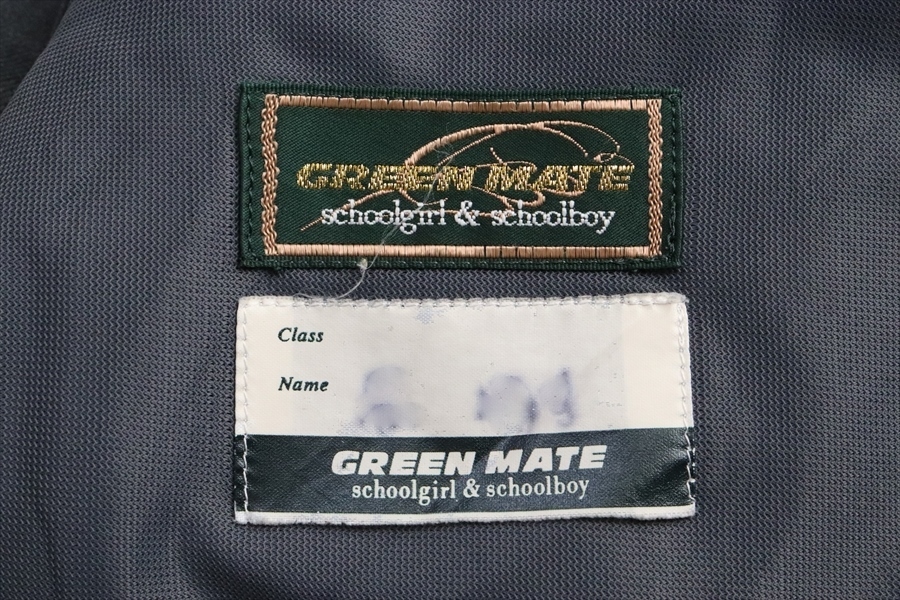 GREEN MATE
schoolgirl & schoolboy
Class
Name
GREEN MATE
schoolgirl & schoolboy